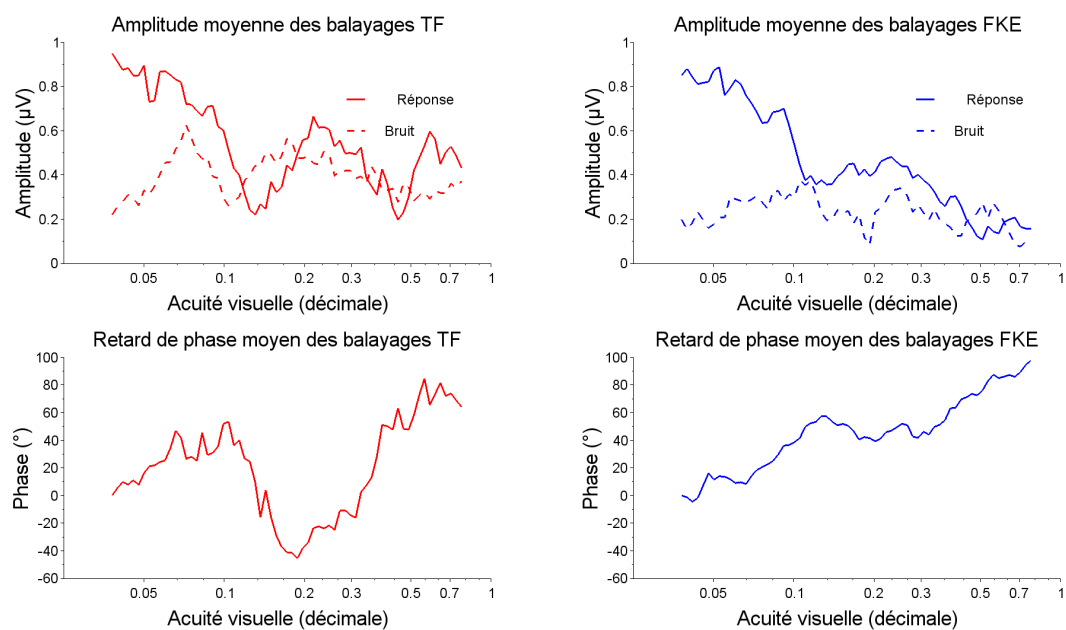 Amplitude moyenne des balayages TF
Amplitude (µV)
1
0.8
0.6
0.4
0.2
0
Réponse
Bruit
0.05 0.1 0.2 0.3 0.5 0.7 1
Acuité visuelle (décimale)
Amplitude moyenne des balayages FKE
Amplitude (µV)
1
0.8
0.6
0.4
0.2
0
Réponse
Bruit
0.05 0.1 0.2 0.3 0.5 0.7 1
Acuité visuelle (décimale)
Retard de phase moyen des balayages TF
Phase (°)
100
80
60
40
20
0
-20
-40
-60
0.05 0.1 0.2 0.3 0.5 0.7 1
Acuité visuelle (décimale)
Retard de phase moyen des balayages FKE
Phase (°)
100
80
60
40
20
0
-20
-40
-60
0.05 0.1 0.2 0.3 0.5 0.7 1
Acuité visuelle (décimale)